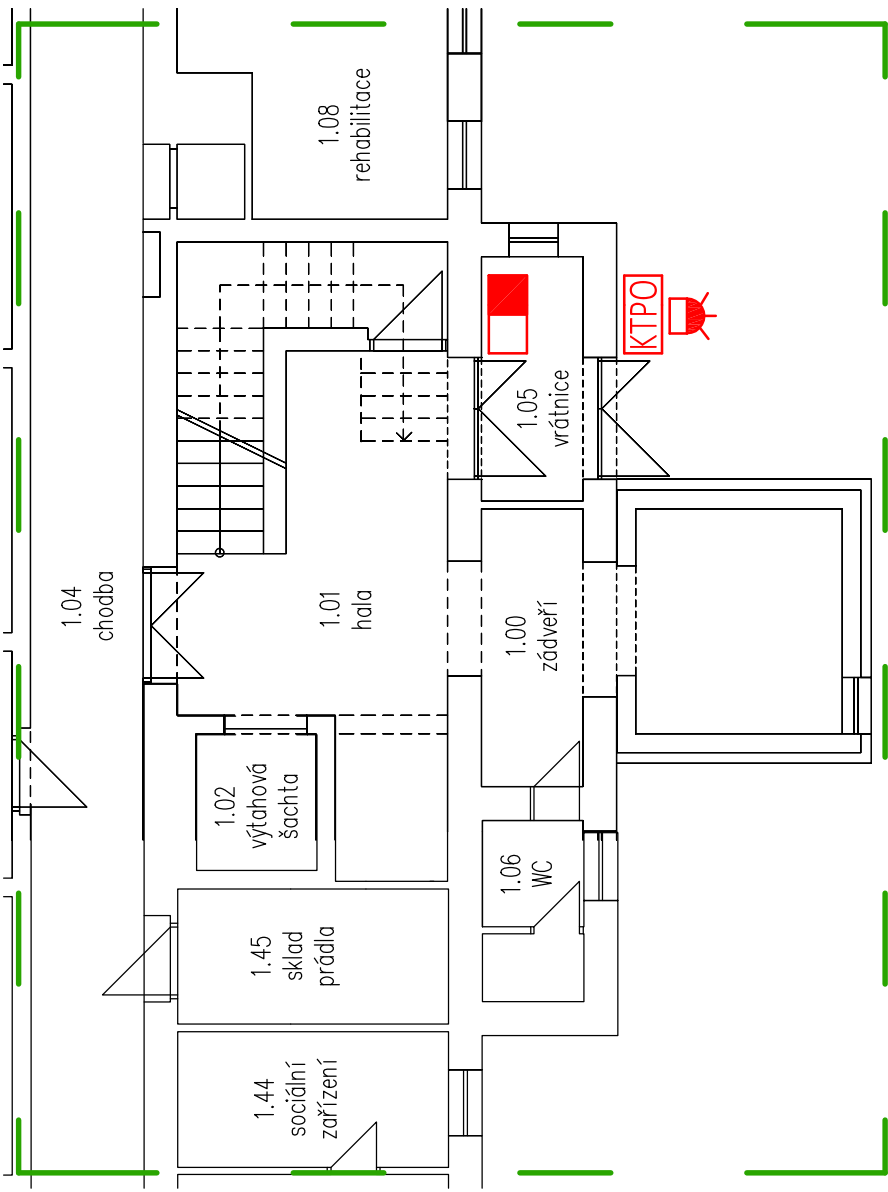 1.08
rehabilitace
KTPO
1.05
vrátnice
1.04
chodba
1.01
hala
1.00
zádveří
1.02
výtahová
šachta
1.06
WC
1.45
sklad
prádla
1.44
sociální
zařízení